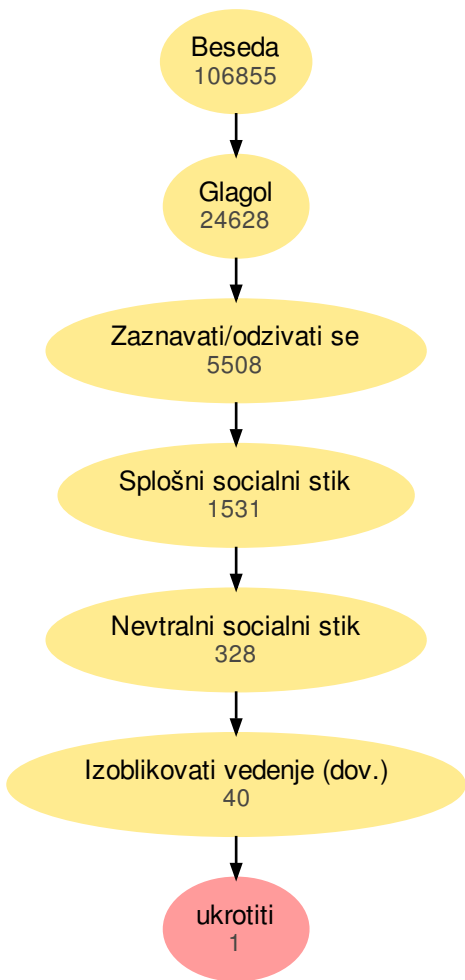 Beseda
106855
Glagol
24628
Zaznavati/odzivati se
5508
Splošni socialni stik
1531
Nevtralni socialni stik
328
Izoblikovati vedenje (dov.)
40
ukrotiti
1